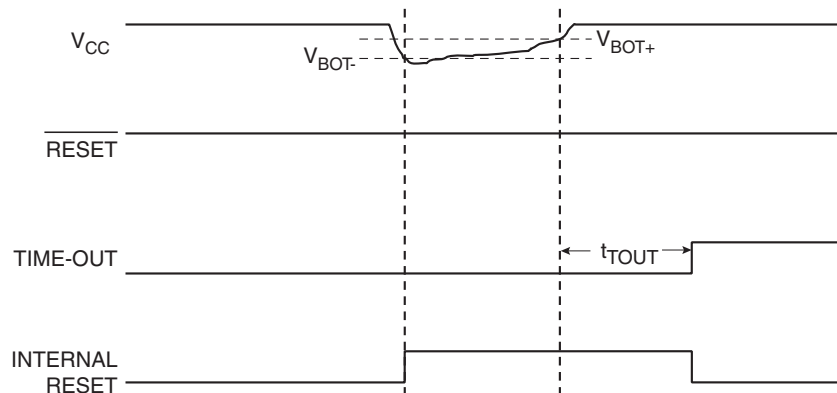 VCC
VBOT-
VBOT+
RESET
TIME-OUT
tTOUT
INTERNAL
RESET